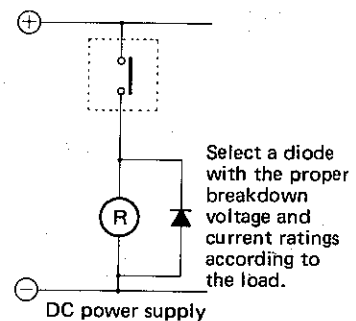 +
Select a diode
with the proper
breakdown
voltage and
current ratings
according to
the load.
R
−
DC power supply